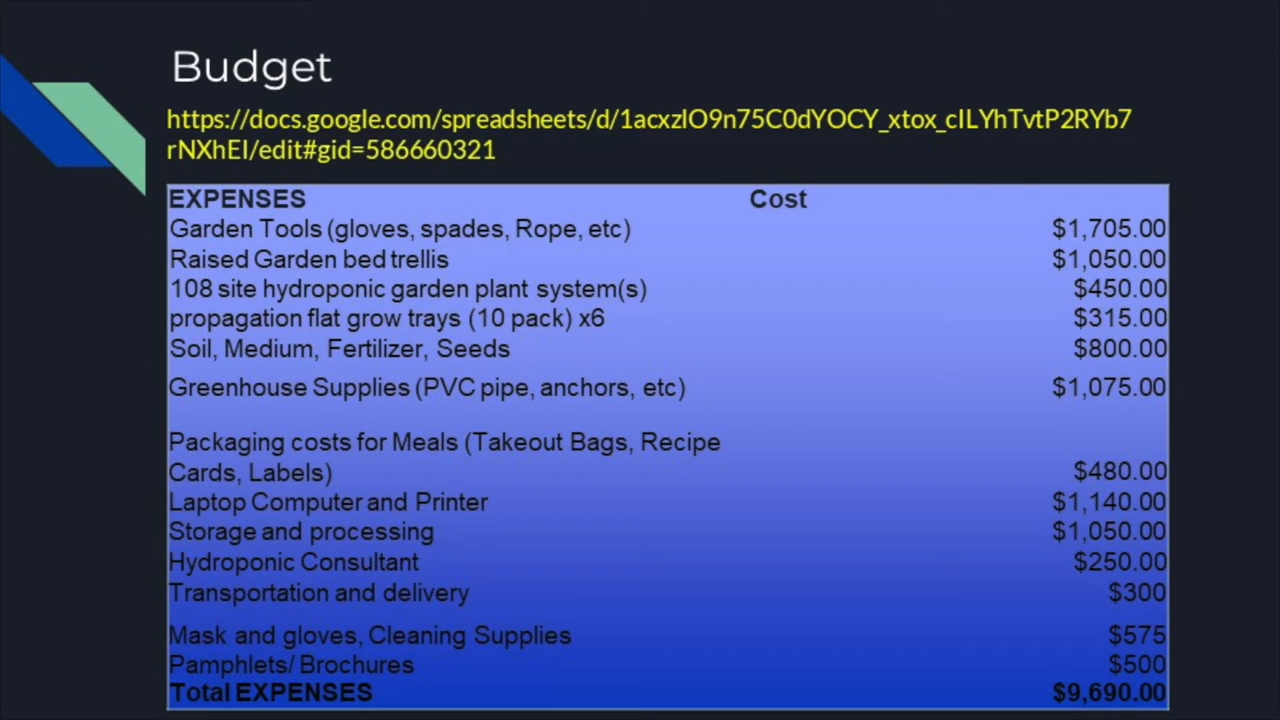 Budget
https://docs.google.com/spreadsheets/d/1acxzIO9n75C0dYOCY_xtox_cILYhTvtP2RYb7
rNXhEI/edit#gid=586660321
EXPENSES Cost
Garden Tools (gloves, spades, Rope, etc) $1,705.00
Raised Garden bed trellis $1,050.00
108 site hydroponic garden plant system(s) $450.00
propagation flat grow trays (10 pack) x6 $315.00
Soil, Medium, Fertilizer, Seeds $800.00
Greenhouse Supplies (PVC pipe, anchors, etc) $1,075.00
Packaging costs for Meals (Takeout Bags, Recipe
Cards, Labels) $480.00
Laptop Computer and Printer $1,140.00
Storage and processing $1,050.00
Hydroponic Consultant $250.00
Transportation and delivery $300
Mask and gloves, Cleaning Supplies $575
Pamphlets/ Brochures $500
Total EXPENSES $9,690.00